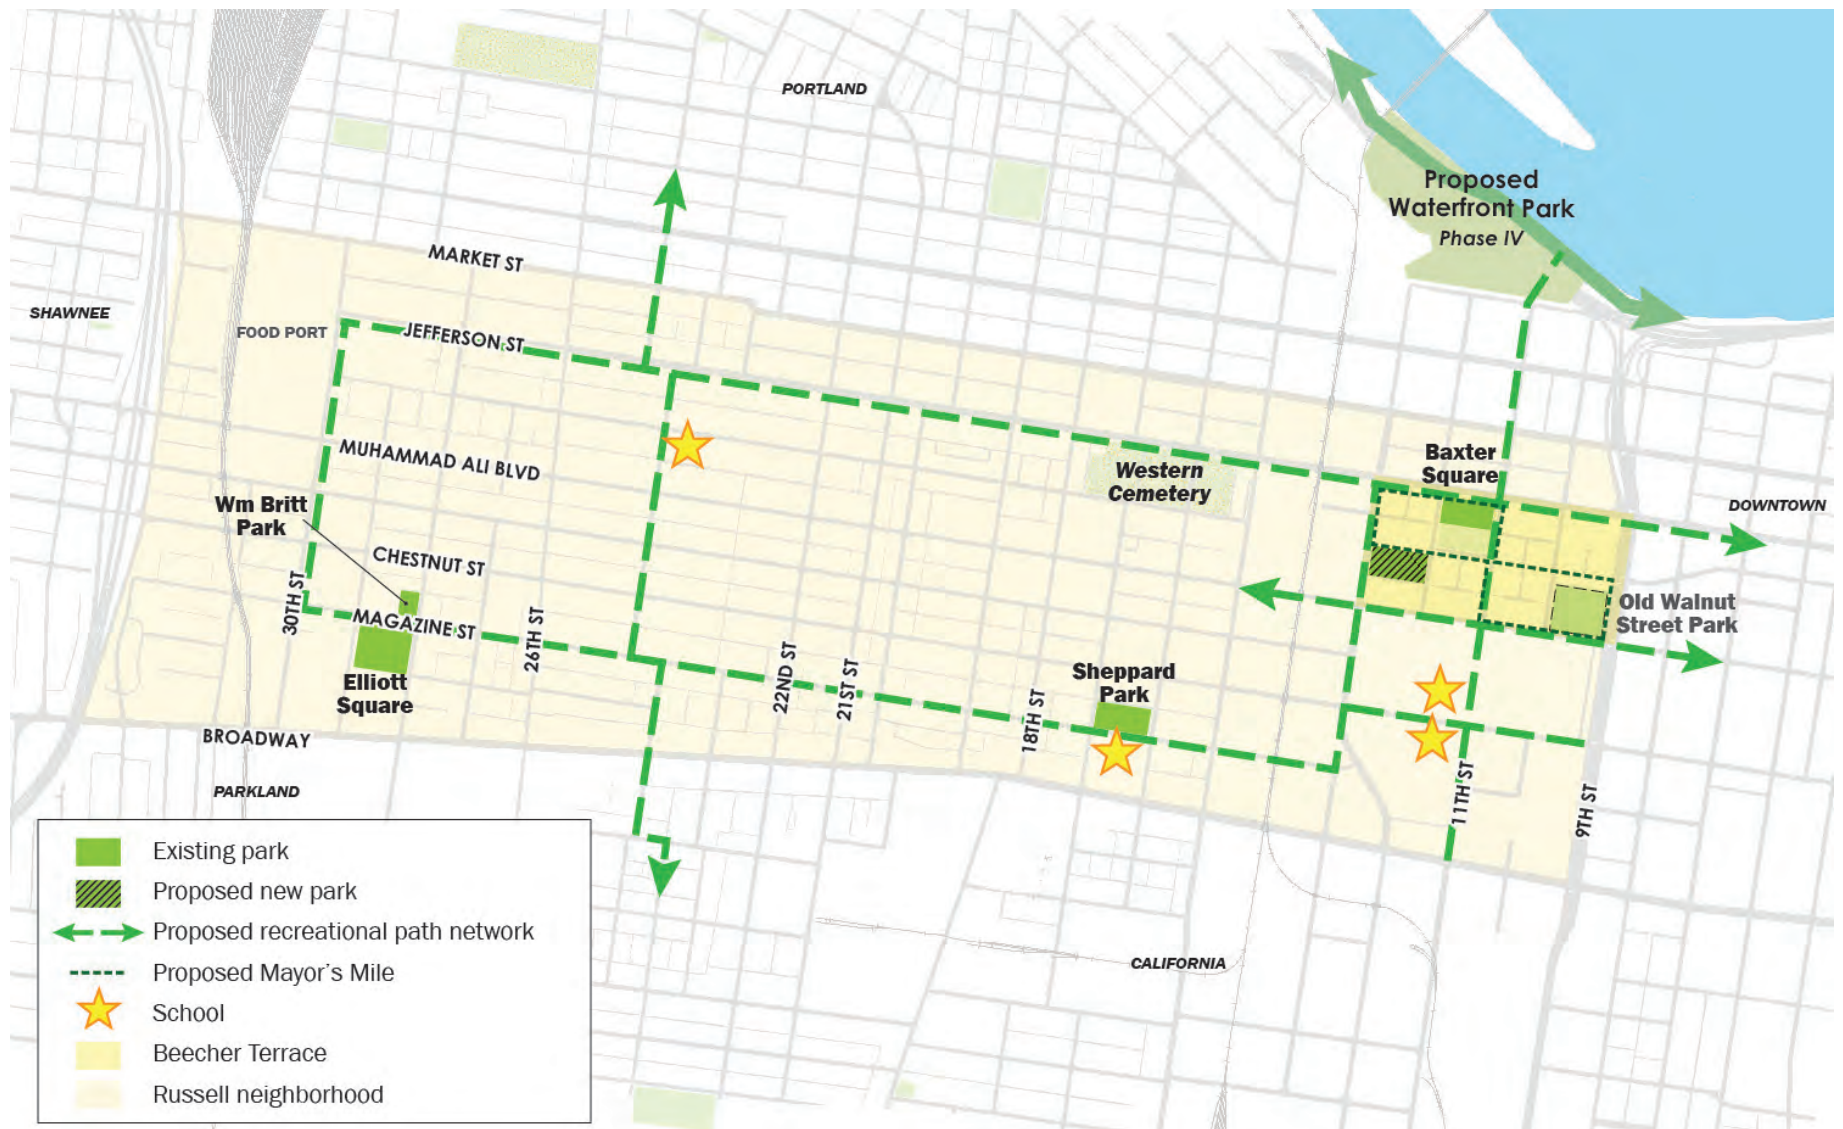 PORTLAND
Proposed
Waterfront Park
Phase IV
MARKET ST
SHAWNEE
FOOD PORT
JEFFERSON ST
MUHAMMAD ALI BLVD
Baxter
Square
Western
Cemetery
DOWNTOWN
Wm Britt
Park
CHESTNUT ST
30TH ST
MAGAZINE ST
26TH ST
Old Walnut
Street Park
Elliott
Square
22ND ST
21ST ST
Sheppard
Park
18TH ST
BROADWAY
PARKLAND
11TH ST
9TH ST
CALIFORNIA
Existing park
Proposed new park
Proposed recreational path network
Proposed Mayor's Mile
School
Beecher Terrace
Russell neighborhood